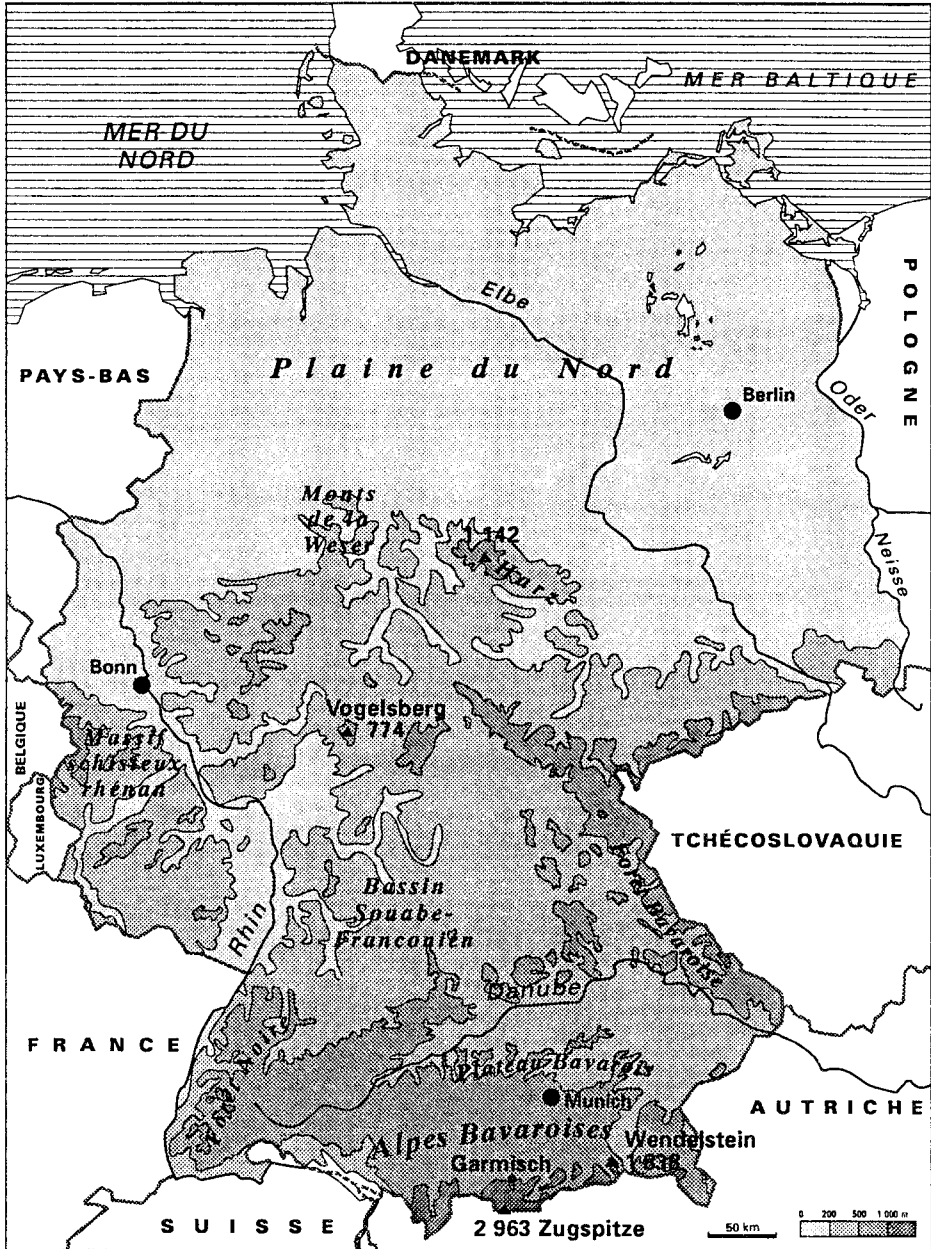 DANEMARK
MER BALTIQUE
MER DU
NORD
POLOGNE
Elbe
PAYS-BAS
Plaine du Nord
Berlin
Oder
Monts
de la
Weser
1 142
Harz
Neisse
Bonn
BELGIQUE
Vogelsberg
774
Massif
schisteux
rhénan
LUXEMBOURG
TCHÉCOSLOVAQUIE
Forêt Bavaroise
Bassin
Souabe-
Franconien
Rhin
Danube
FRANCE
Forêt Noire
Plateau Bavarois
Munich
AUTRICHE
Alpes Bavaroises
Wendelstein
1 838
Garmisch
SUISSE
2 963 Zugspitze
50 km
0 200 500 1 000 m